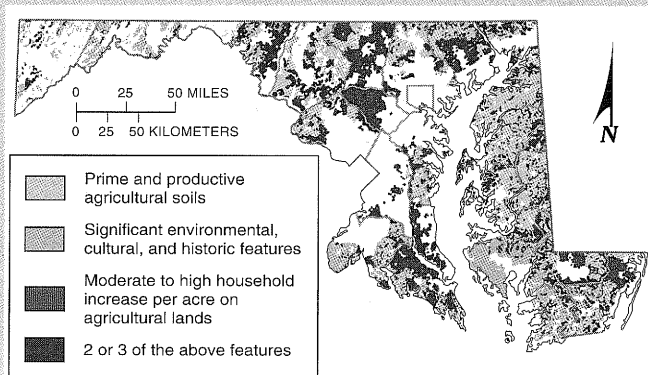 0 25 50 MILES
0 25 50 KILOMETERS
N
Prime and productive
agricultural soils
Significant environmental,
cultural, and historic features
Moderate to high household
increase per acre on
agricultural lands
2 or 3 of the above features